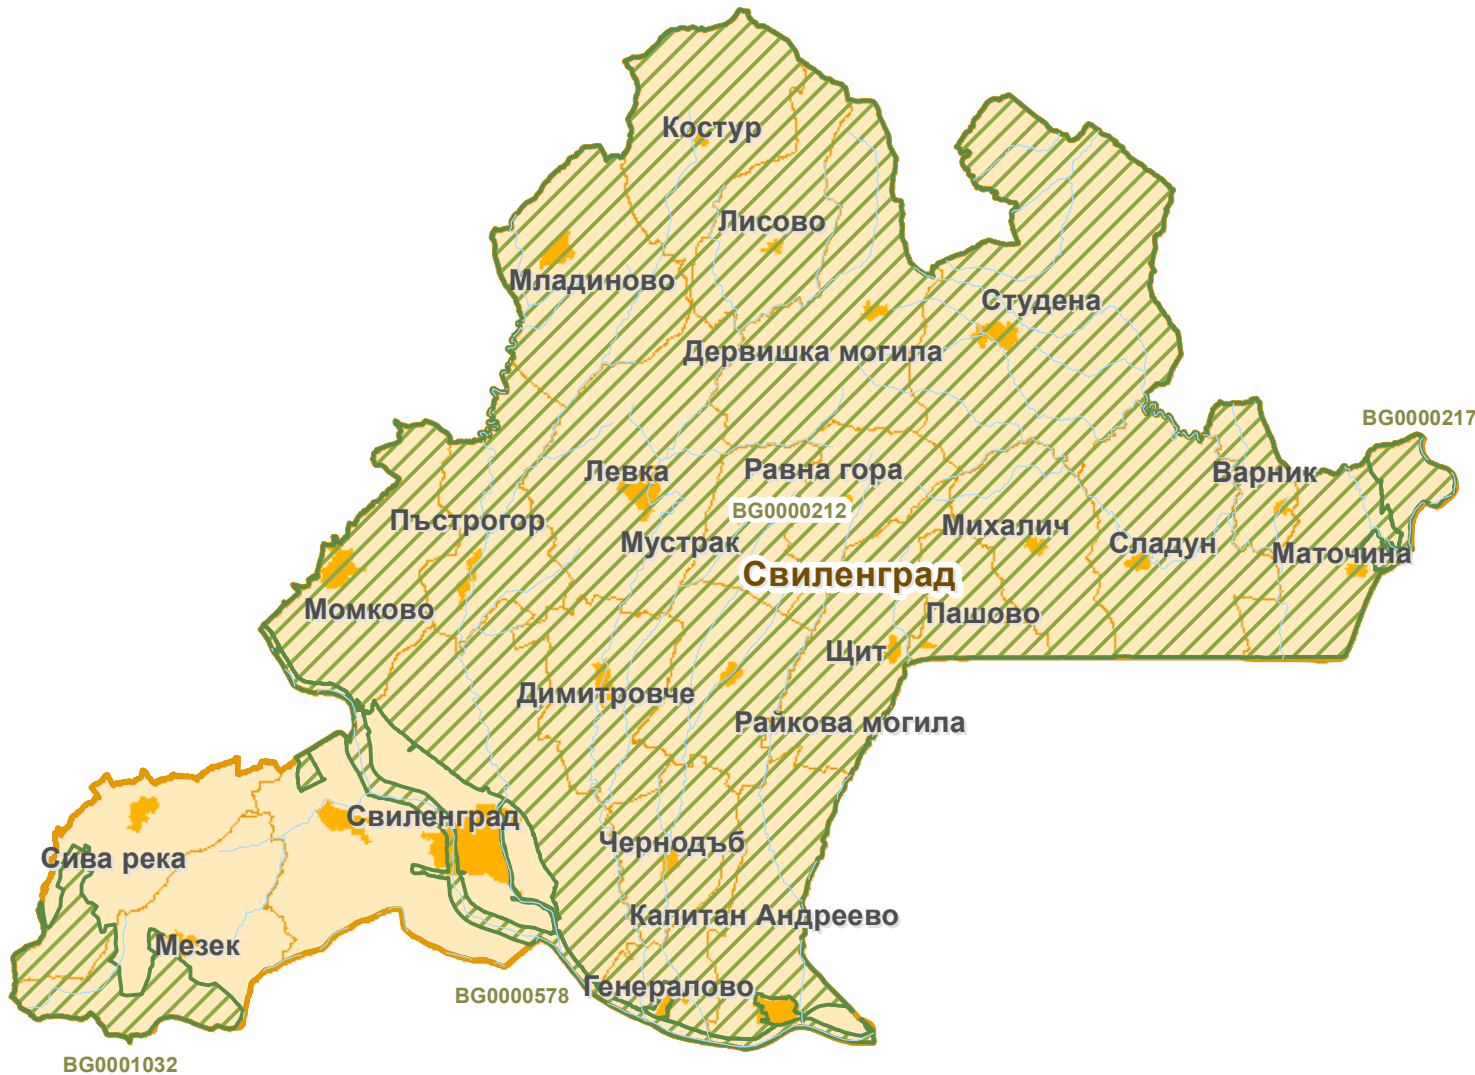 Костур
Лисово
Младиново
Студена
Дервишка могила
BG0000217
Левка
Равна гора
Варник
BG0000212
Пъстрогор
Михалич
Мустрак
Сладун
Маточина
Свиленград
Момково
Пашово
Щит
Димитровче
Райкова могила
Свиленград
Чернодъб
Сива река
Капитан Андреево
Мезек
Генералово
BG0000578
BG0001032